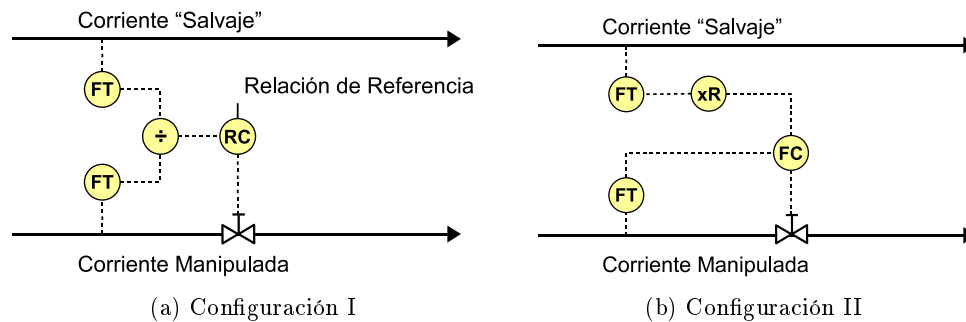 Corriente “Salvaje”
FT
Relación de Referencia
÷
RC
FT
Corriente Manipulada
(a) Configuración I
Corriente “Salvaje”
FT
xR
FC
FT
Corriente Manipulada
(b) Configuración II